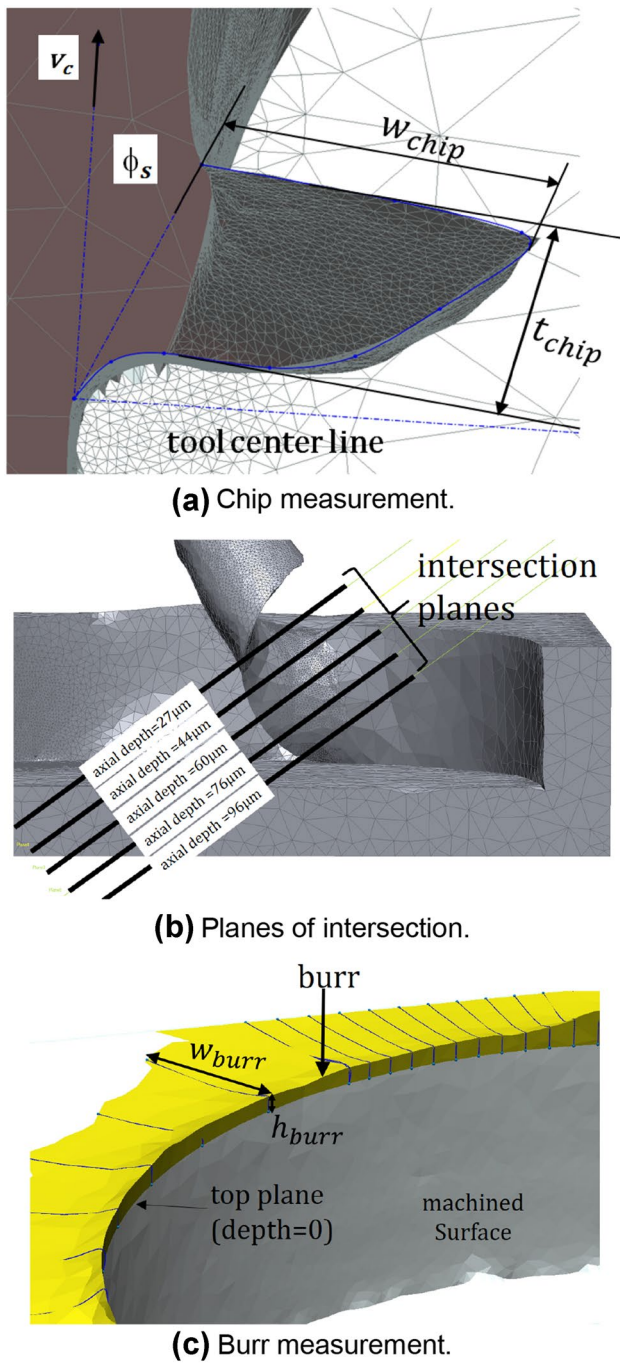 v_c
ϕ_s
w_chip
t_chip
tool center line
(a) Chip measurement.
intersection
planes
axial depth=27μm
axial depth =44μm
axial depth =60μm
axial depth =76μm
axial depth =96μm
(b) Planes of intersection.
burr
w_burr
h_burr
top plane
(depth=0)
machined
Surface
(c) Burr measurement.